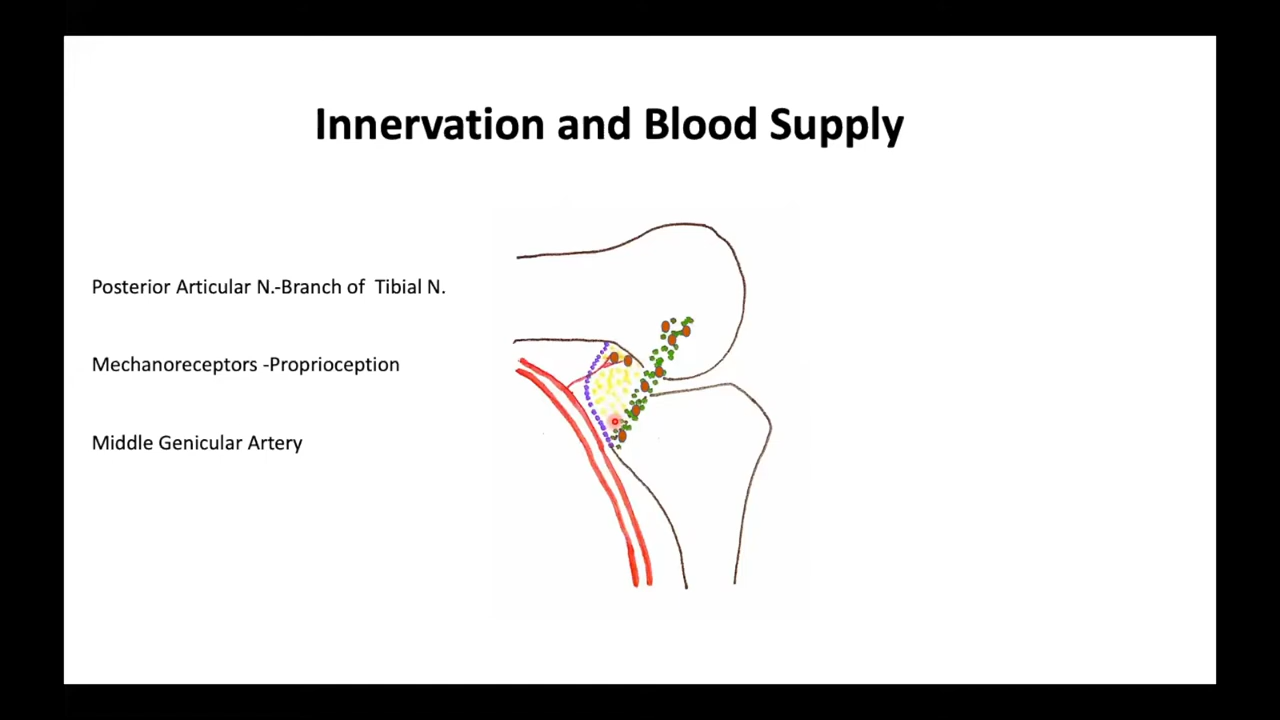 Innervation and Blood Supply
Posterior Articular N.-Branch of  Tibial N.
Mechanoreceptors -Proprioception
Middle Genicular Artery